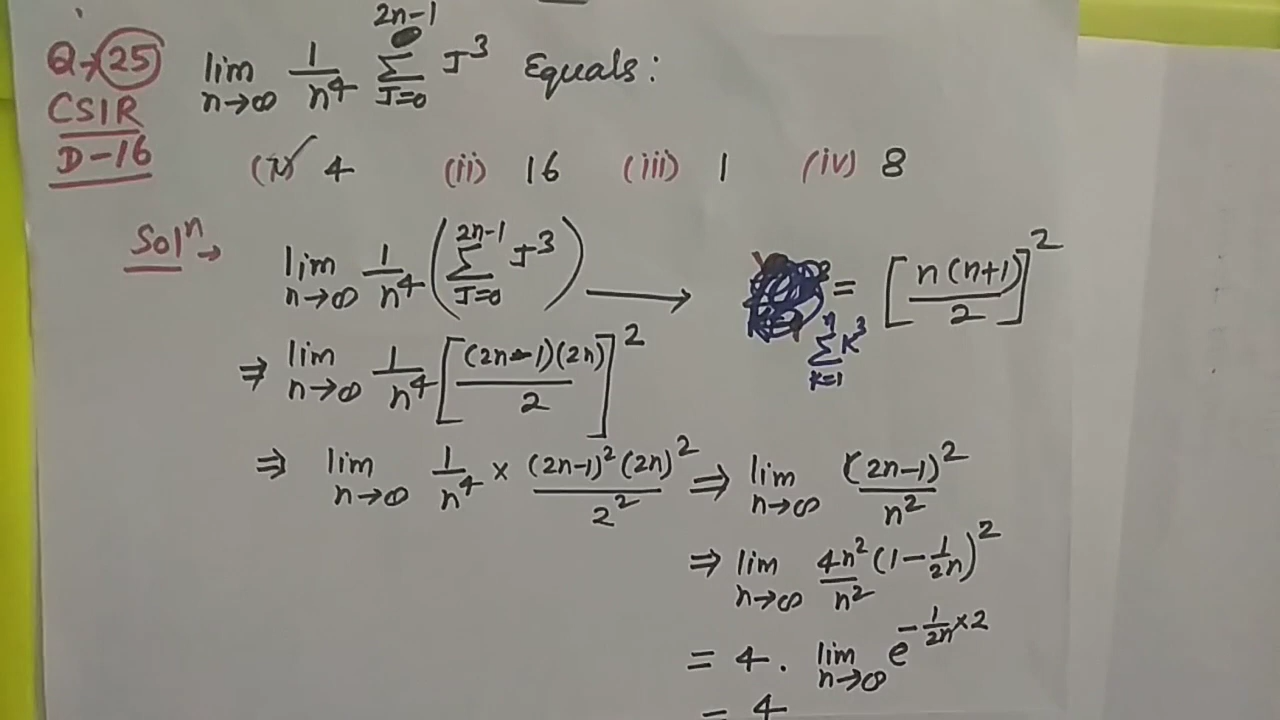 Q→ 25 lim n→∞ 1/n⁴ 2n-1 Σ J=0 J³ Equals:
CSIR
D-16
(i)✓ 4 (ii) 16 (iii) 1 (iv) 8
Solⁿ→ lim n→∞ 1/n⁴ ( 2n-1 Σ J=0 J³ ) ⟶ n Σ K=1 K³ = [ n(n+1)/2 ]²
⇒ lim n→∞ 1/n⁴ [ (2n-1)(2n)/2 ]²
⇒ lim n→∞ 1/n⁴ × (2n-1)²(2n)²/2² ⇒ lim n→∞ (2n-1)²/n²
⇒ lim n→∞ 4n²/n² (1-1/2n)²
= 4 . lim n→∞ e^(-1/2n ×2)
= 4